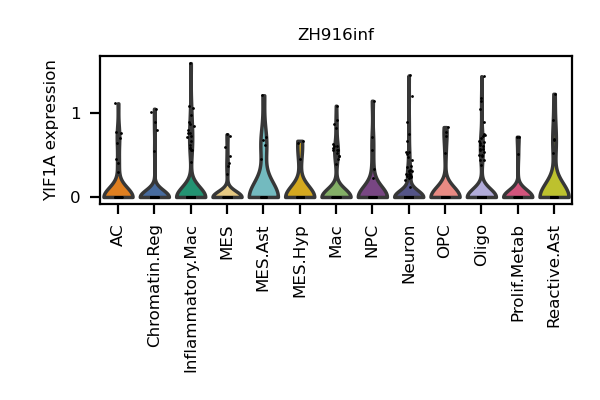 ZH916inf
YIF1A expression
1
0
AC
Chromatin.Reg
Inflammatory.Mac
MES
MES.Ast
MES.Hyp
Mac
NPC
Neuron
OPC
Oligo
Prolif.Metab
Reactive.Ast